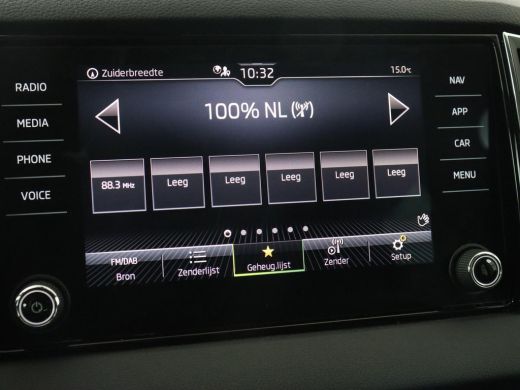 Zuiderbreedte 10:32 15.0°C
RADIO
MEDIA
PHONE
VOICE
100% NL
88.3 MHz Leeg Leeg Leeg Leeg Leeg
FM/DAB
Bron Zenderlijst Geheug.lijst Zender Setup
NAV
APP
CAR
MENU